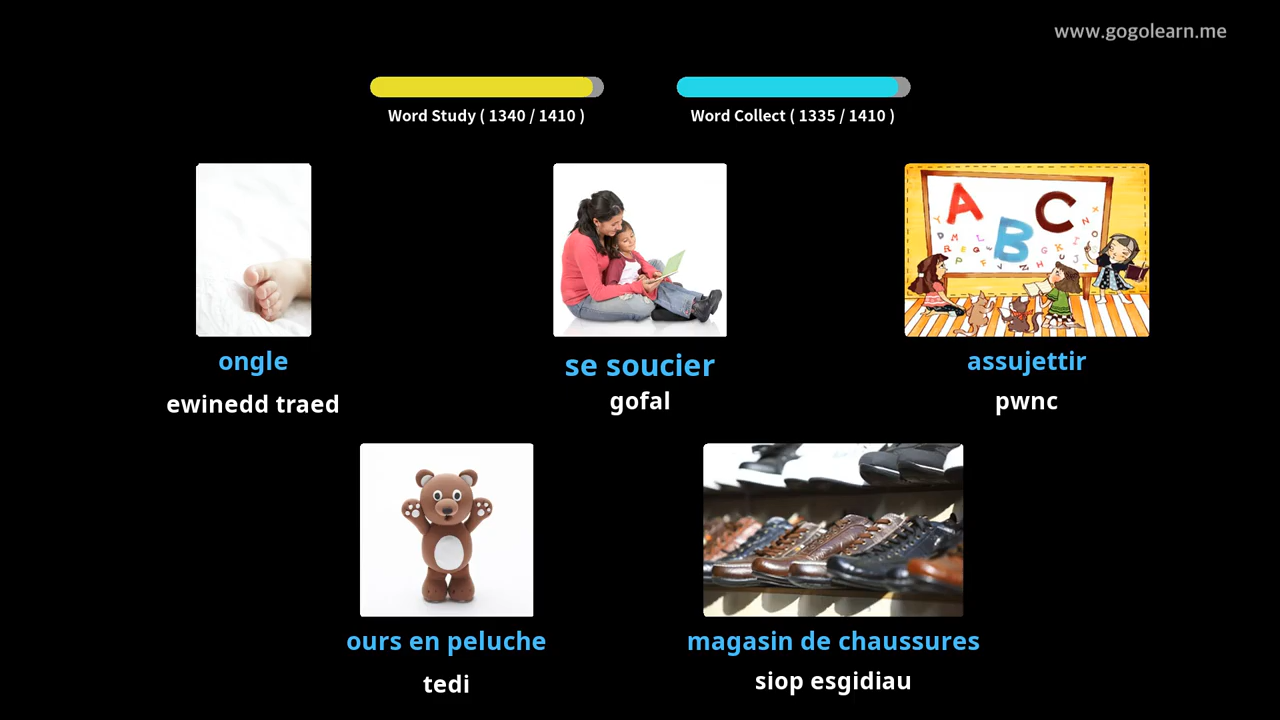 www.gogolearn.me
Word Study ( 1340 / 1410 )
Word Collect ( 1335 / 1410 )
A B C
ongle
ewinedd traed
se soucier
gofal
assujettir
pwnc
ours en peluche
tedi
magasin de chaussures
siop esgidiau